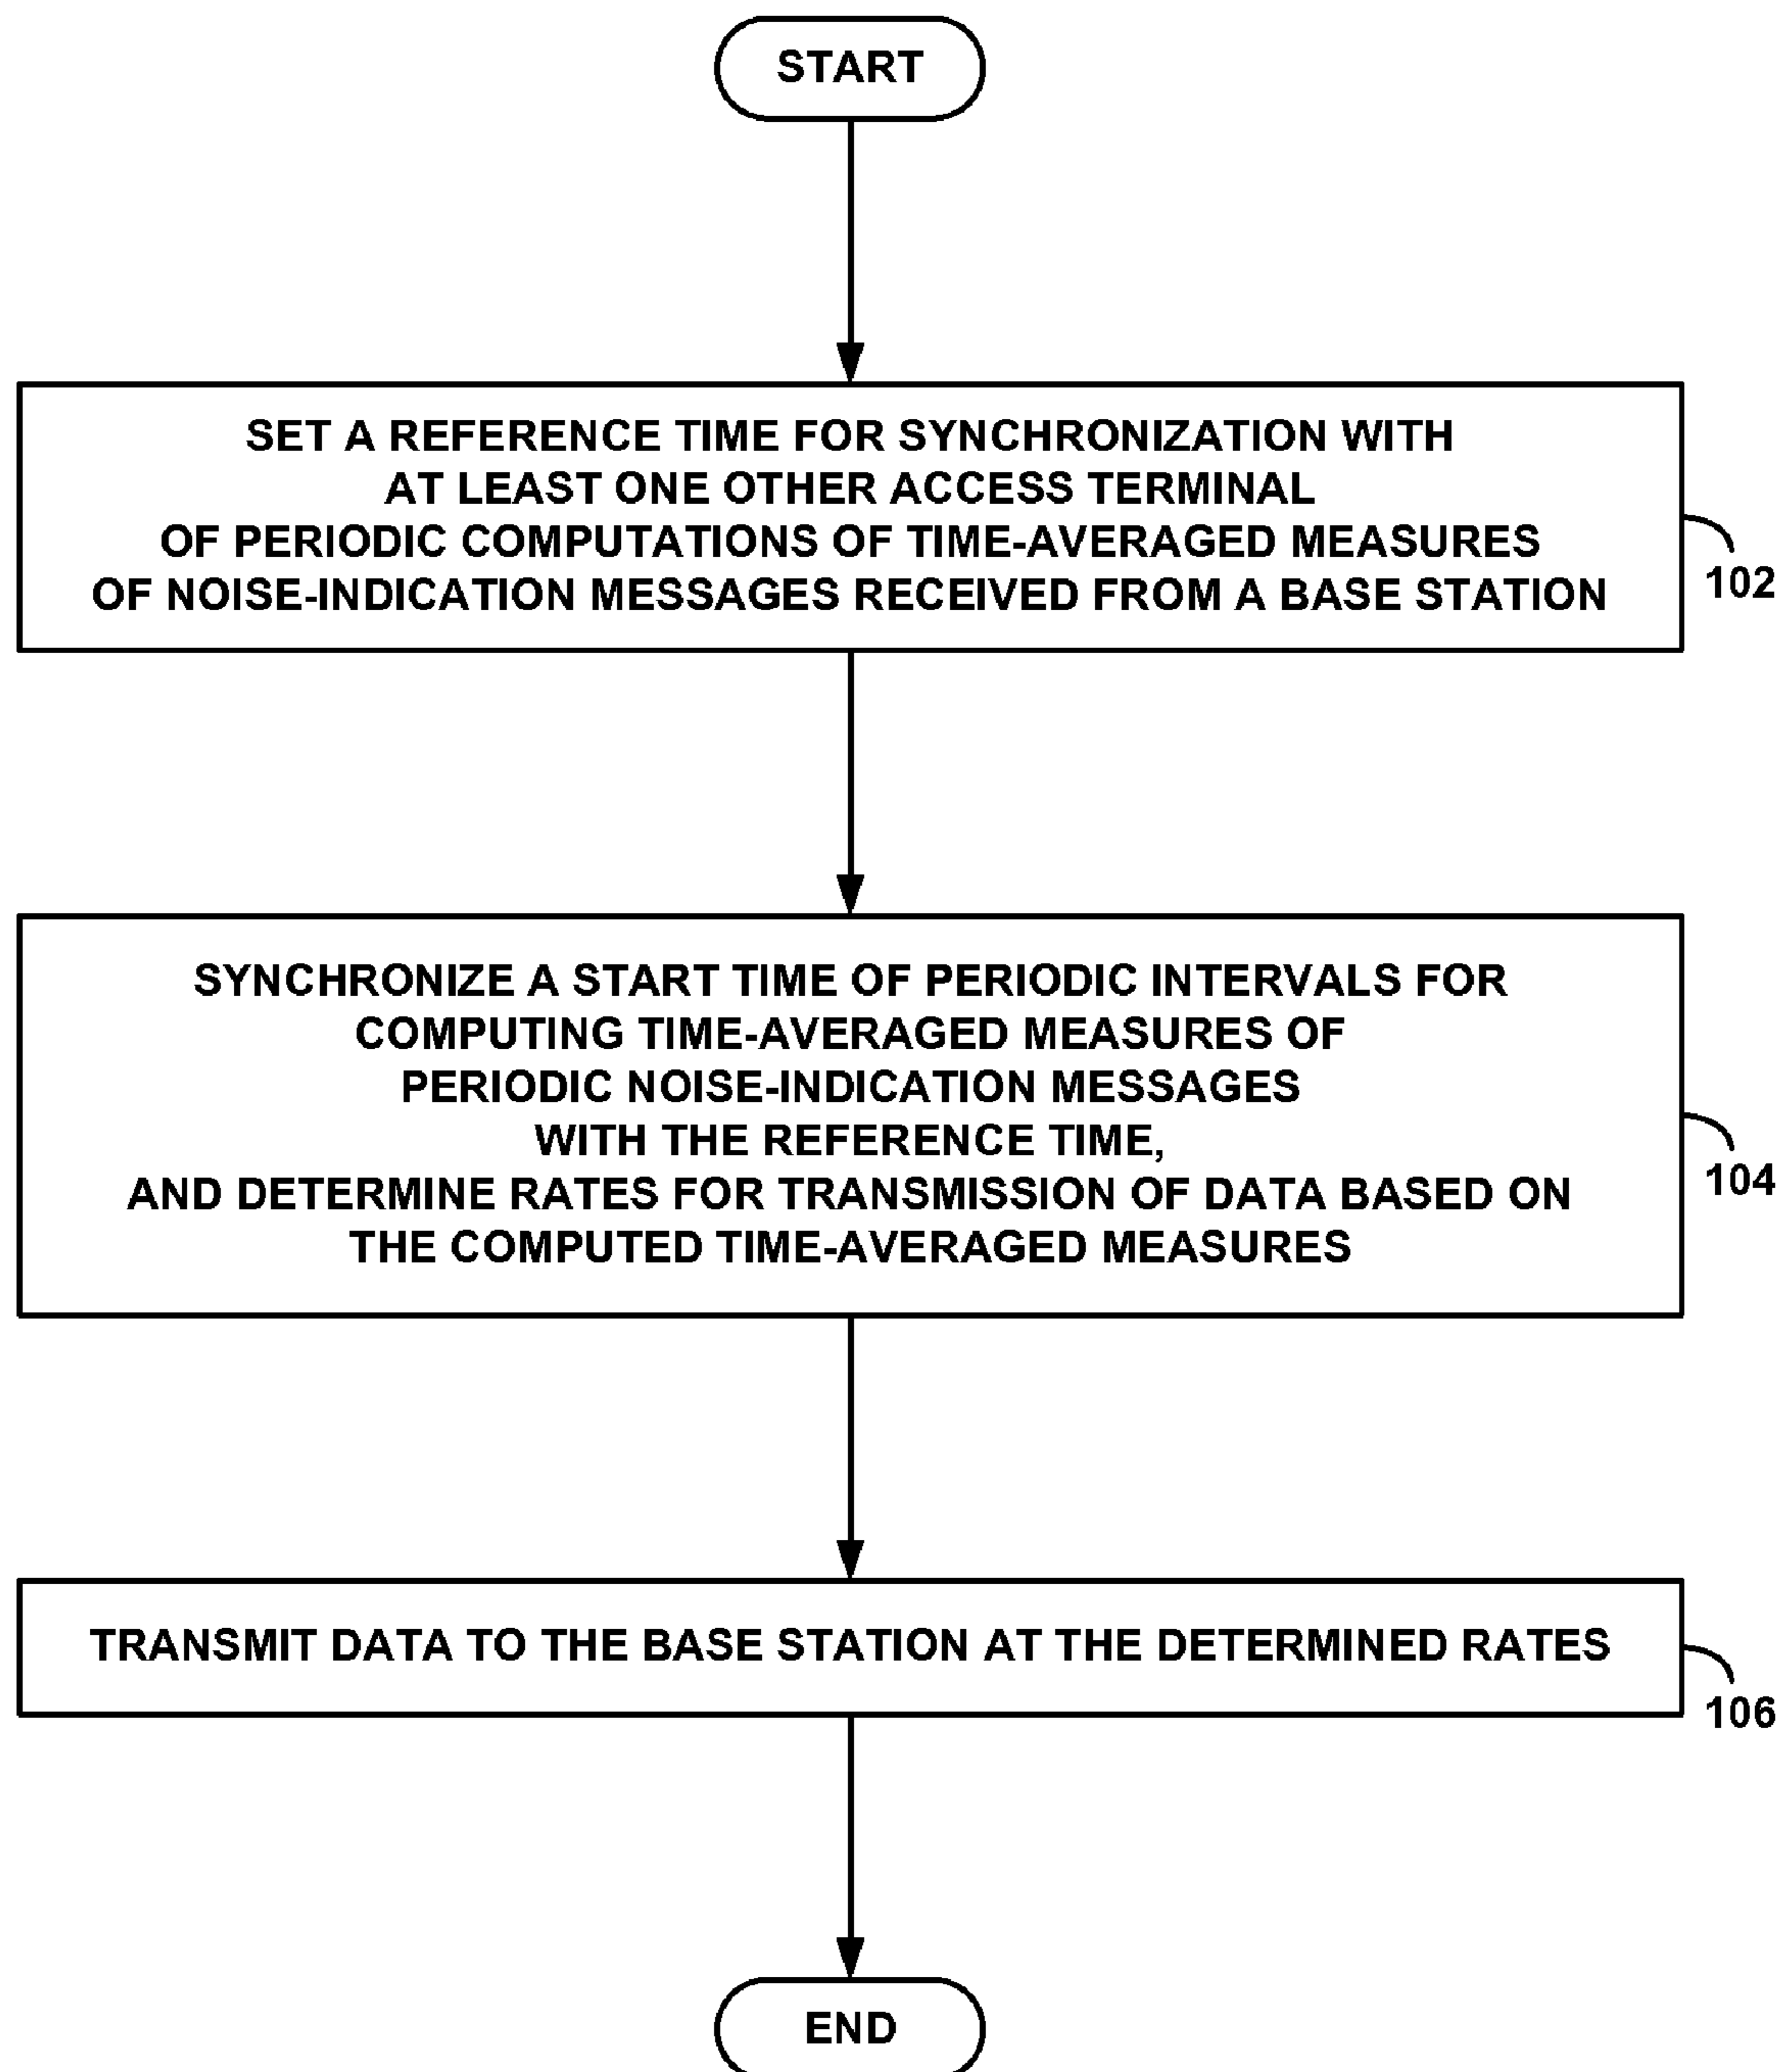 START
SET A REFERENCE TIME FOR SYNCHRONIZATION WITH
AT LEAST ONE OTHER ACCESS TERMINAL
OF PERIODIC COMPUTATIONS OF TIME-AVERAGED MEASURES
OF NOISE-INDICATION MESSAGES RECEIVED FROM A BASE STATION
102
SYNCHRONIZE A START TIME OF PERIODIC INTERVALS FOR
COMPUTING TIME-AVERAGED MEASURES OF
PERIODIC NOISE-INDICATION MESSAGES
WITH THE REFERENCE TIME,
AND DETERMINE RATES FOR TRANSMISSION OF DATA BASED ON
THE COMPUTED TIME-AVERAGED MEASURES
104
TRANSMIT DATA TO THE BASE STATION AT THE DETERMINED RATES
106
END